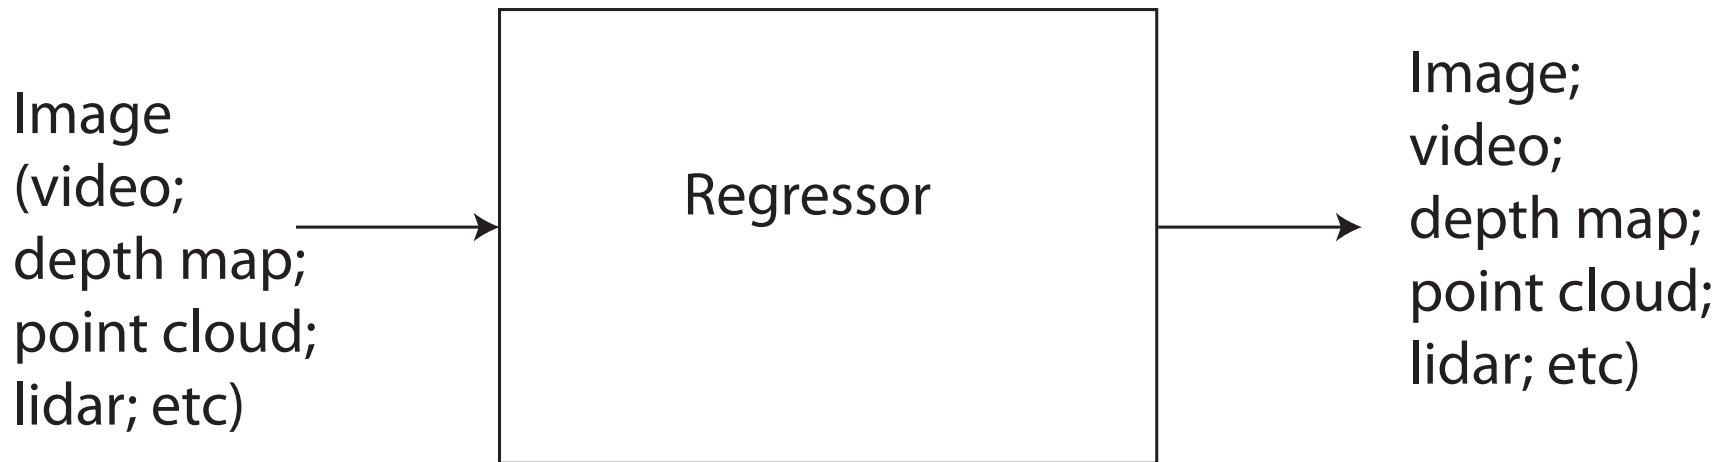 Image
(video;
depth map;
point cloud;
lidar; etc)
Regressor
Image;
video;
depth map;
point cloud;
lidar; etc)